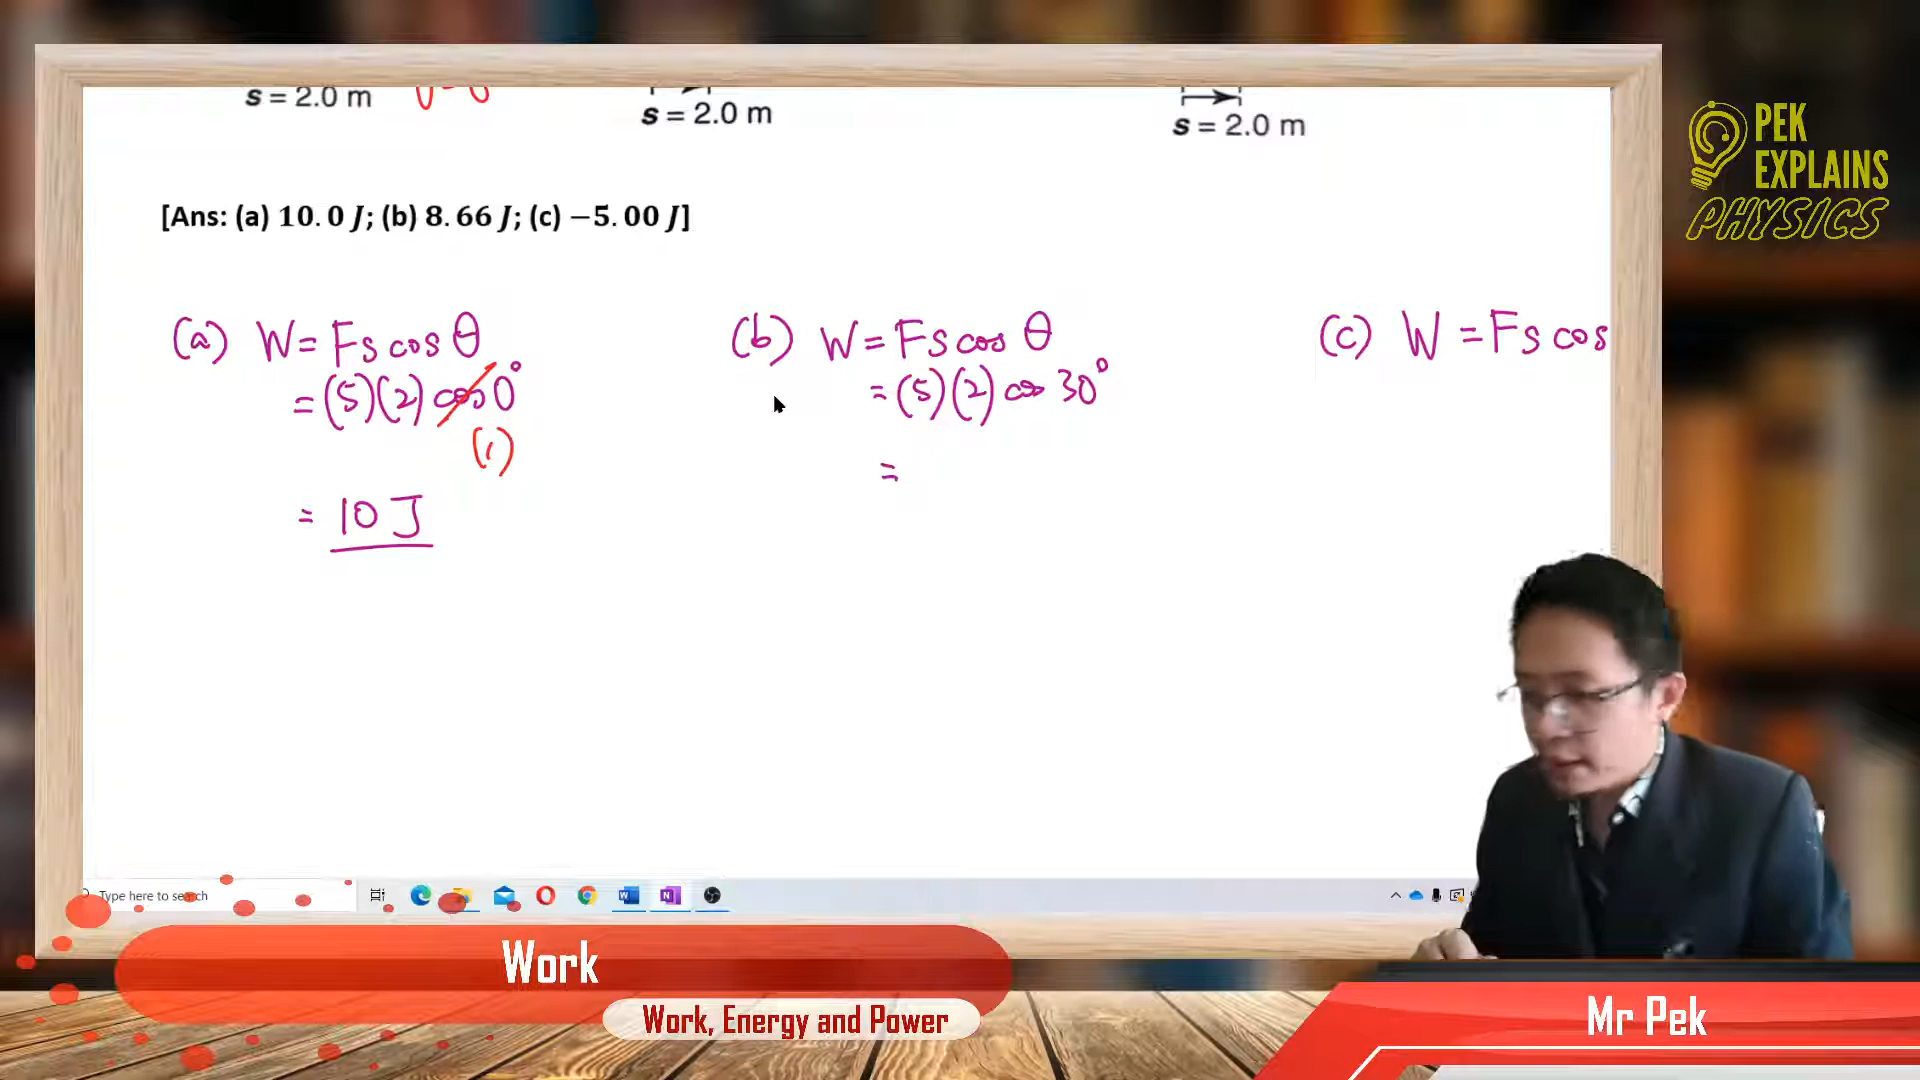 s = 2.0 m
s = 2.0 m
s = 2.0 m
[Ans: (a) 10.0 J; (b) 8.66 J; (c) −5.00 J]
(a) W = Fs cos θ
= (5)(2) cos 0°
(1)
= 10 J
(b) W = Fs cos θ
= (5)(2) cos 30°
=
(c) W = Fs cos
PEK
EXPLAINS
PHYSICS
Type here to search
Work
Work, Energy and Power
Mr Pek